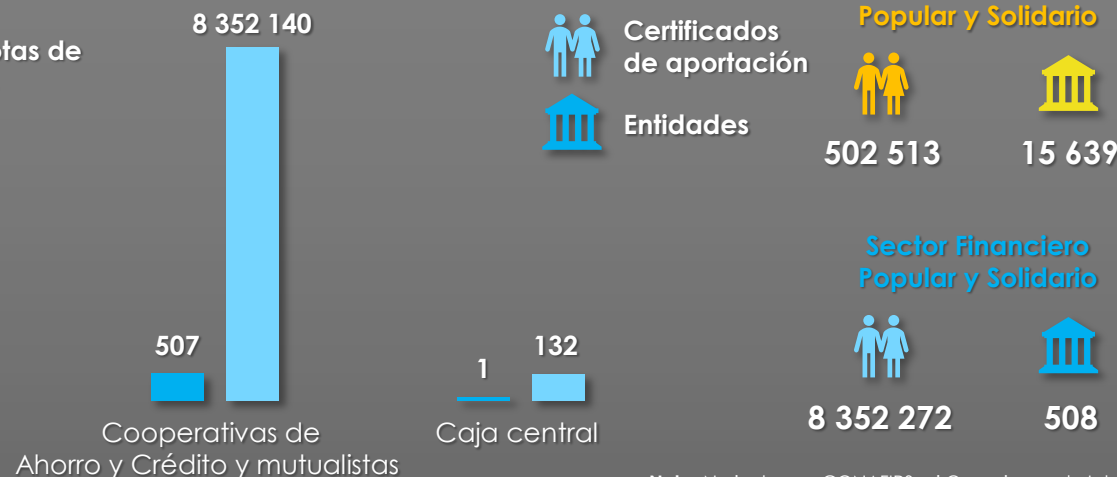 8 352 140
de
507
1
132
Cooperativas de
Ahorro y Crédito y mutualistas
Caja central
Certificados
de aportación
Entidades
Popular y Solidario
502 513
15 639
Sector Financiero
Popular y Solidario
8 352 272
508